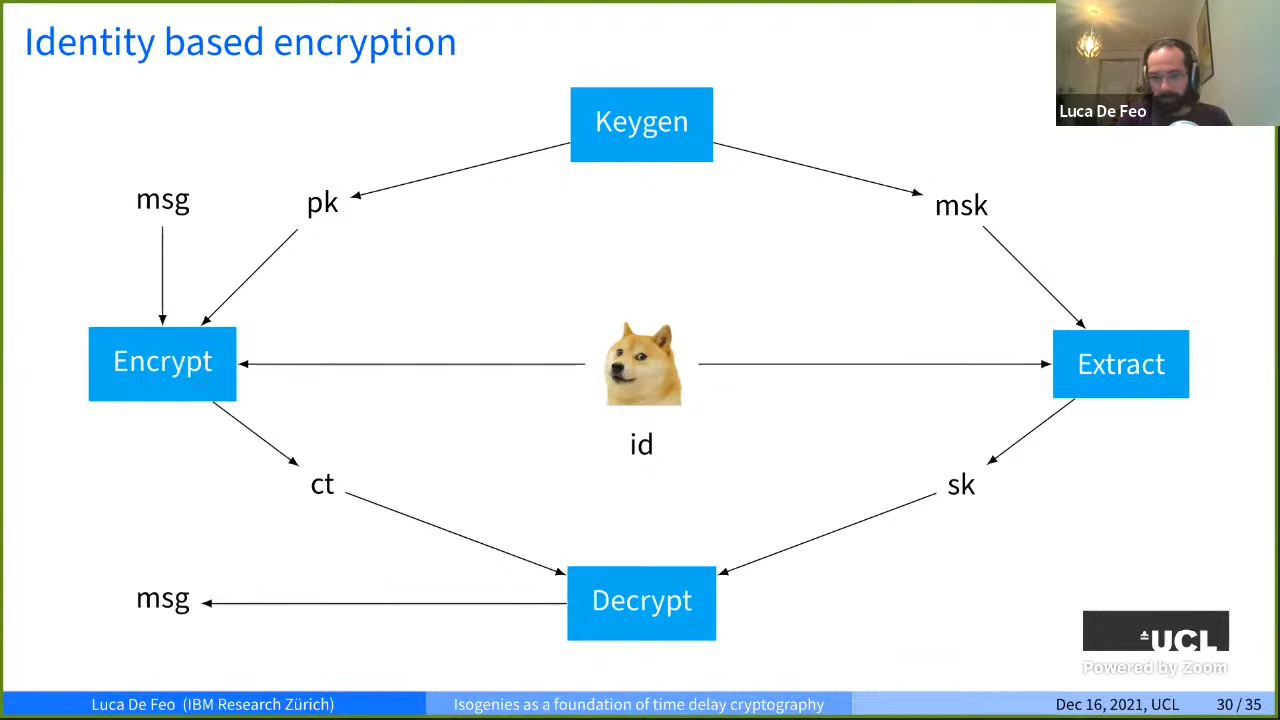 Identity based encryption
Keygen
Luca De Feo
msg
pk
msk
Encrypt
Extract
id
ct
sk
Decrypt
msg
UCL
Powered by Zoom
Luca De Feo (IBM Research Zürich)
Isogenies as a foundation of time delay cryptography
Dec 16, 2021, UCL
30 / 35